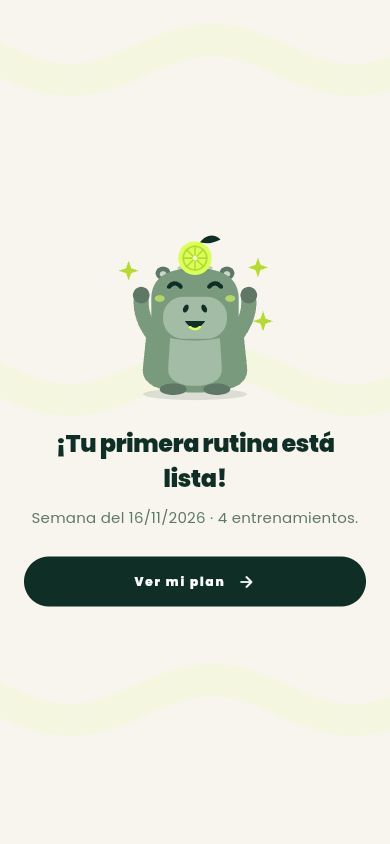 ¡Tu primera rutina está
lista!
Semana del 16/11/2026 · 4 entrenamientos.
Ver mi plan →